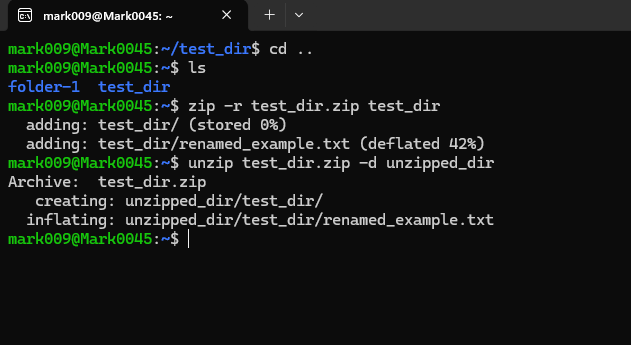 mark009@Mark0045: ~
mark009@Mark0045:~/test_dir$ cd ..
mark009@Mark0045:~$ ls
folder-1  test_dir
mark009@Mark0045:~$ zip -r test_dir.zip test_dir
  adding: test_dir/ (stored 0%)
  adding: test_dir/renamed_example.txt (deflated 42%)
mark009@Mark0045:~$ unzip test_dir.zip -d unzipped_dir
Archive:  test_dir.zip
   creating: unzipped_dir/test_dir/
  inflating: unzipped_dir/test_dir/renamed_example.txt
mark009@Mark0045:~$